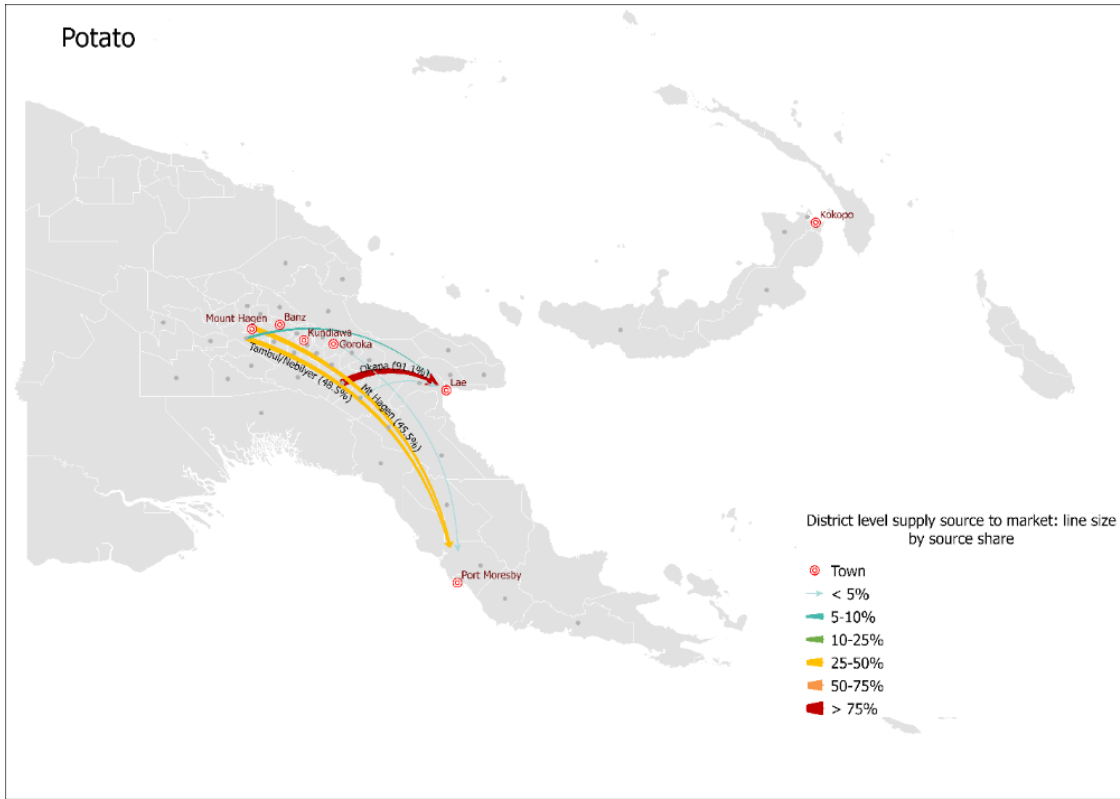 Potato
Kokopo
Mount Hagen
Banz
Kundiawa
Goroka
Okapa (91.1%)
Lae
Tambul/Nebilyer (48.5%)
Mt Hagen (45.5%)
Port Moresby
District level supply source to market: line size
by source share
Town
< 5%
5-10%
10-25%
25-50%
50-75%
> 75%